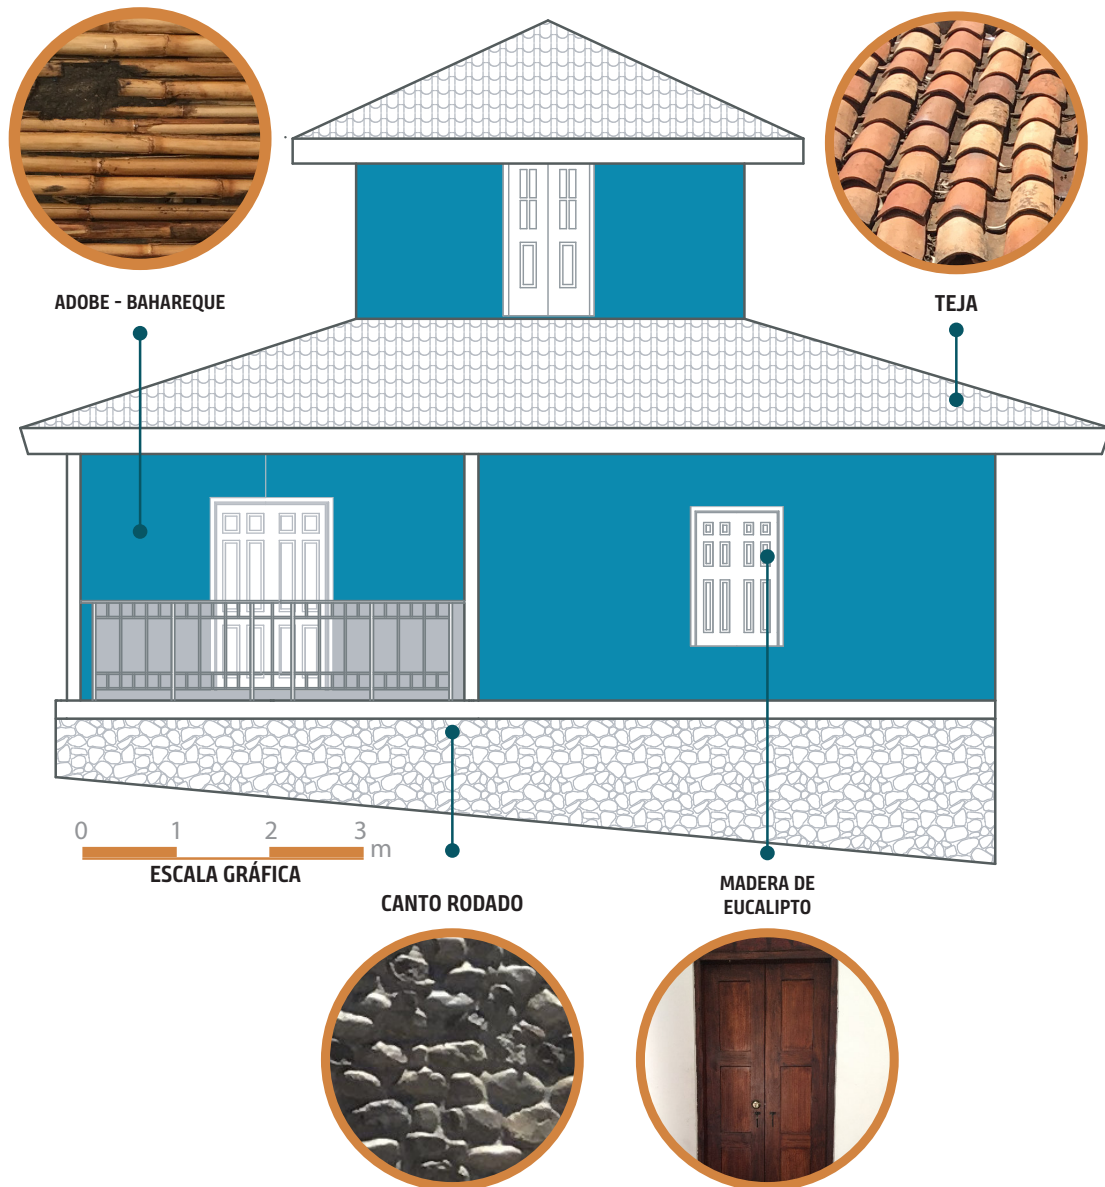 ADOBE - BAHAREQUE
TEJA
0 1 2 3 m
ESCALA GRÁFICA
CANTO RODADO
MADERA DE
EUCALIPTO